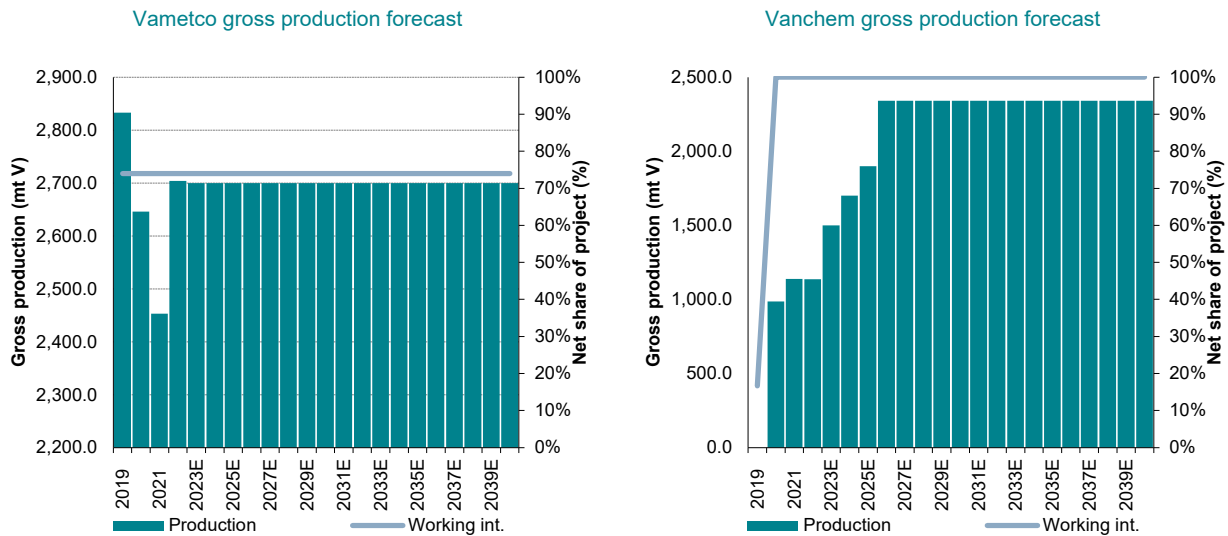 Vametco gross production forecast
2,900.0
2,800.0
2,700.0
2,600.0
2,500.0
2,400.0
2,300.0
2,200.0
Gross production (mt V)
100%
90%
80%
70%
60%
50%
40%
30%
20%
10%
0%
Net share of project (%)
2019
2021
2023E
2025E
2027E
2029E
2031E
2033E
2035E
2037E
2039E
Production
Working int.
Vanchem gross production forecast
2,500.0
2,000.0
1,500.0
1,000.0
500.0
0.0
Gross production (mt V)
100%
90%
80%
70%
60%
50%
40%
30%
20%
10%
0%
Net share of project (%)
2019
2021
2023E
2025E
2027E
2029E
2031E
2033E
2035E
2037E
2039E
Production
Working int.